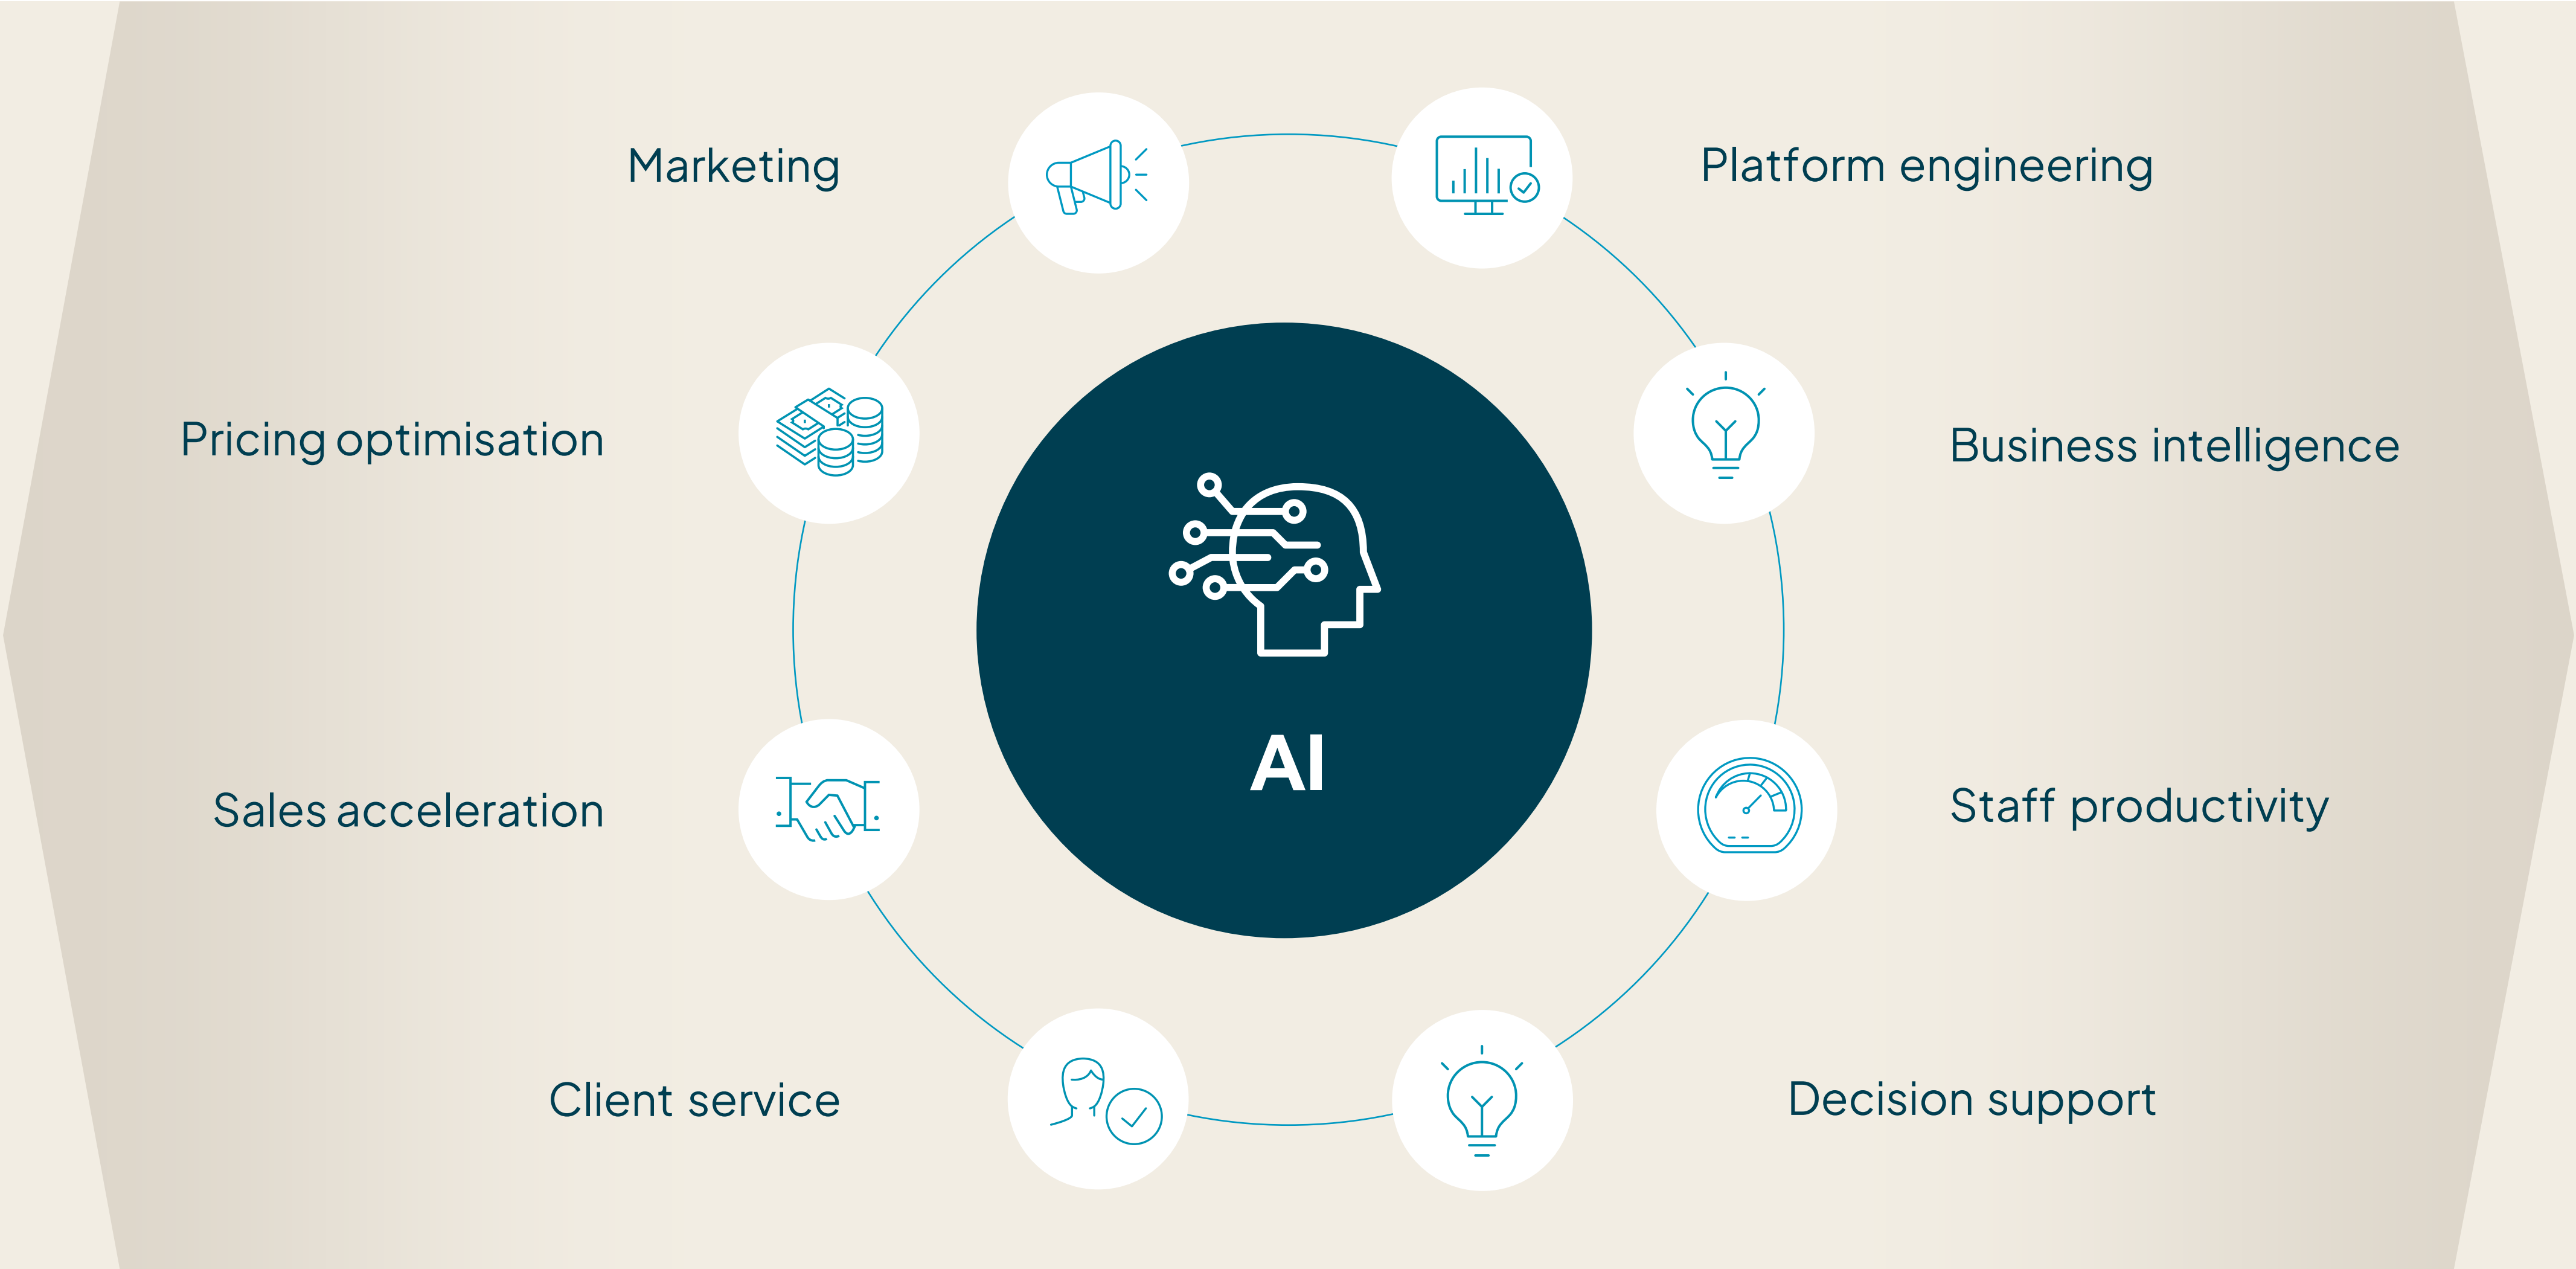 Marketing
Platform engineering
Pricing optimisation
Business intelligence
AI
Sales acceleration
Staff productivity
Client service
Decision support